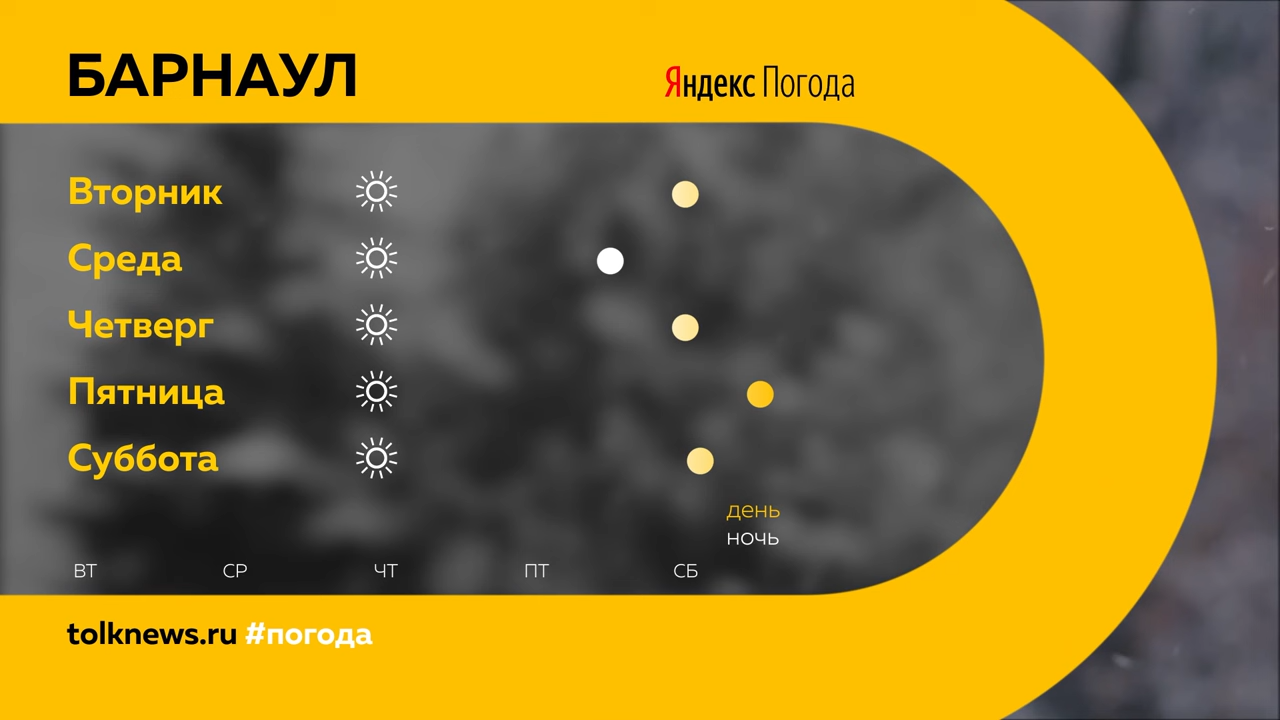 БАРНАУЛ
Яндекс Погода
Вторник
Среда
Четверг
Пятница
Суббота
день
ночь
ВТ СР ЧТ ПТ СБ
tolknews.ru #погода